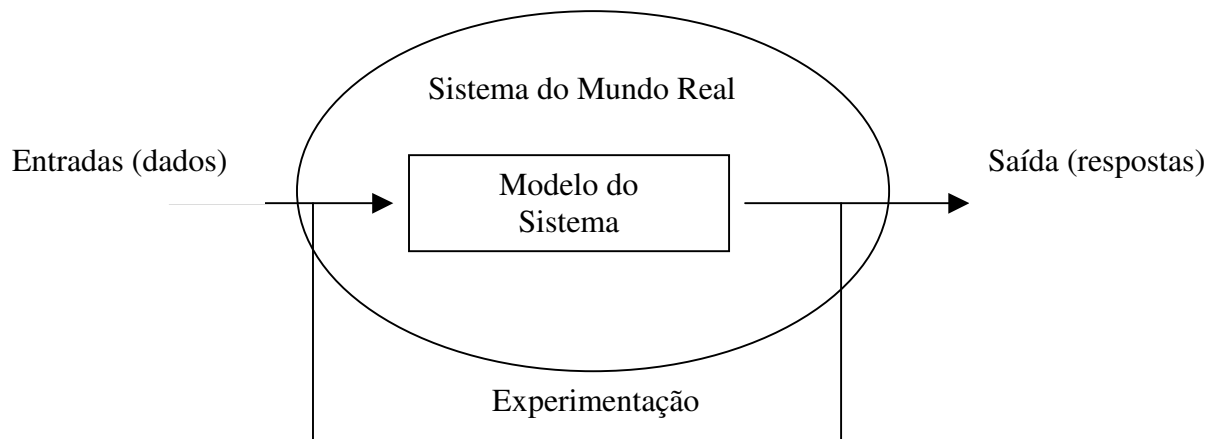 Sistema do Mundo Real
Entradas (dados)
Saída (respostas)
Modelo do
Sistema
Experimentação